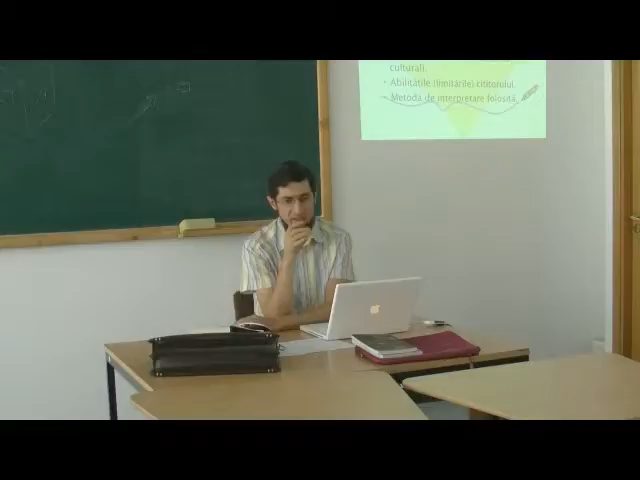 culturali.
• Abilitățile (limitările) cititorului.
• Metoda de interpretare folosită.